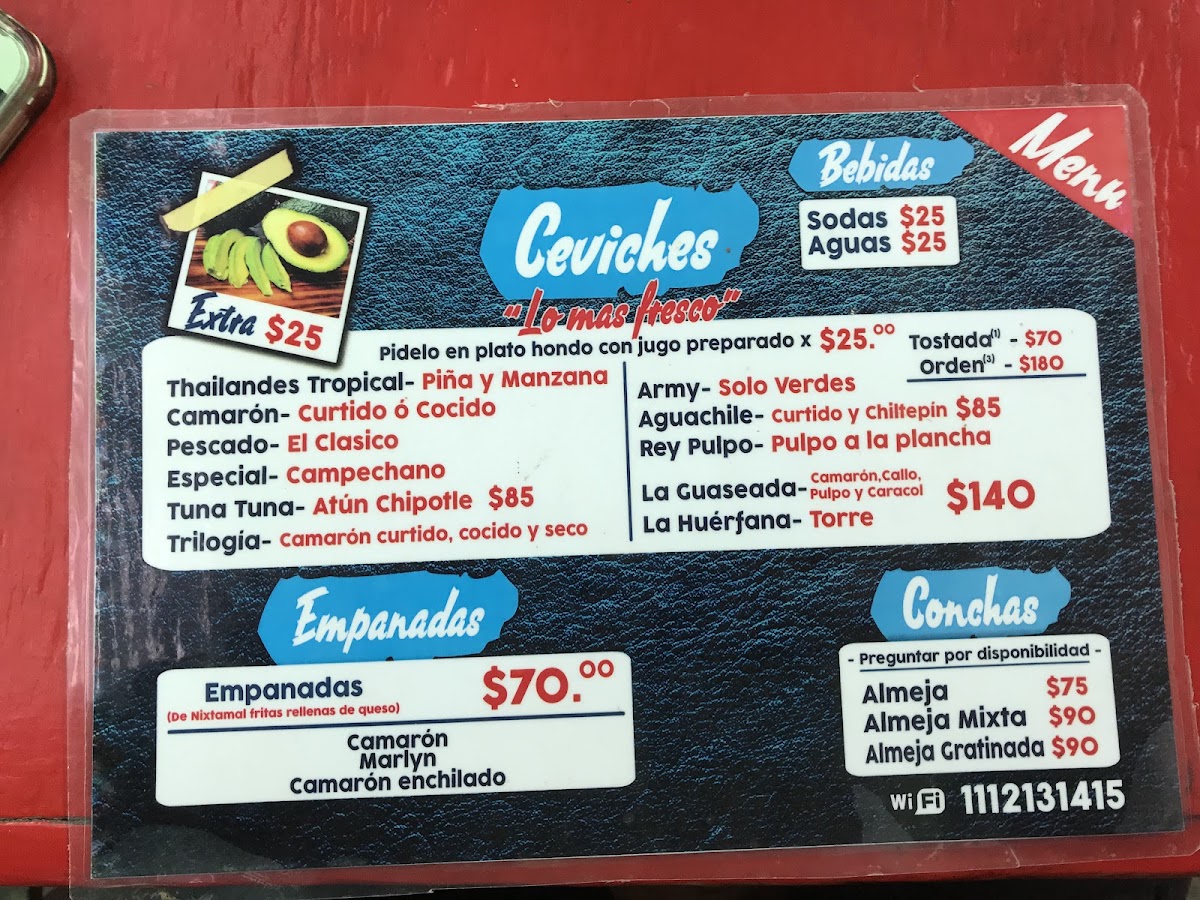 Menu
Bebidas
Sodas $25
Aguas $25
Extra $25
Ceviches
"Lo mas fresco"
Pidelo en plato hondo con jugo preparado x $25.⁰⁰
Tostada⁽¹⁾ - $70
Orden⁽³⁾ - $180
Thailandes Tropical- Piña y Manzana
Camarón- Curtido ó Cocido
Pescado- El Clasico
Especial- Campechano
Tuna Tuna- Atún Chipotle $85
Trilogía- Camarón curtido, cocido y seco
Army- Solo Verdes
Aguachile- Curtido y Chiltepín $85
Rey Pulpo- Pulpo a la plancha
La Guaseada- Camarón,Callo,
Pulpo y Caracol $140
La Huérfana- Torre
Empanadas
Empanadas $70.⁰⁰
(De Nixtamal fritas rellenas de queso)
Camarón
Marlyn
Camarón enchilado
Conchas
- Preguntar por disponibilidad -
Almeja $75
Almeja Mixta $90
Almeja Gratinada $90
Wi Fi 1112131415